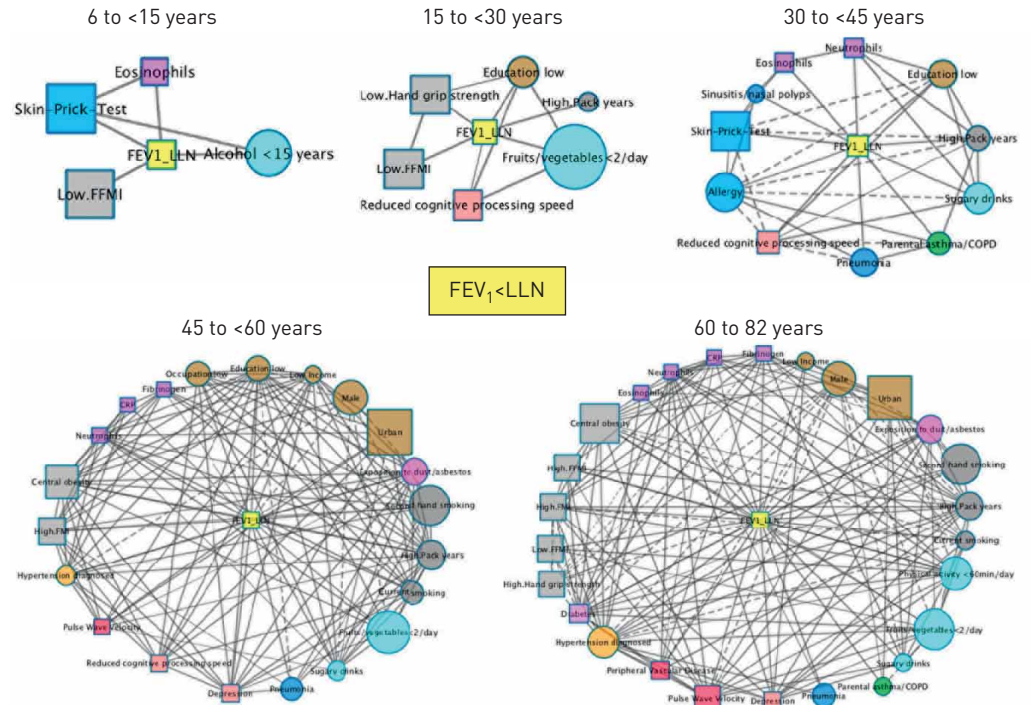 6 to <15 years
Eosinophils
Skin-Prick-Test
FEV1_LLN
Alcohol <15 years
Low.FFMI
15 to <30 years
Education low
Low.Hand grip strength
High.Pack years
FEV1_LLN
Fruits/vegetables<2/day
Low.FFMI
Reduced cognitive processing speed
30 to <45 years
Neutrophils
Eosinophils
Education low
Sinusitis/nasal polyps
Skin-Prick-Test
High.Pack years
FEV1_LLN
Allergy
Sugary drinks
Reduced cognitive processing speed
Parental asthma/COPD
Pneumonia
FEV1<LLN
45 to <60 years
Education low
Occupation low
Low Income
Fibrinogen
Male
CRP
Urban
Neutrophils
Exposition to dust/asbestos
Central obesity
Second hand smoking
FEV1_LLN
High.FMI
High.Pack years
Hypertension diagnosed
Current smoking
Pulse Wave Velocity
Fruits/vegetables<2/day
Reduced cognitive processing speed
Sugary drinks
Depression
Pneumonia
60 to 82 years
Fibrinogen
CRP
Low Income
Neutrophils
Male
Eosinophils
Urban
Central obesity
Exposition to dust/asbestos
Second hand smoking
High.FFMI
High.Pack years
High.FMI
FEV1_LLN
Current smoking
Low.FFMI
Physical activity <60min/day
High.Hand grip strength
Diabetes
Fruits/vegetables<2/day
Hypertension diagnosed
Sugary drinks
Peripheral Vascular Disease
Parental asthma/COPD
Pulse Wave Velocity
Pneumonia
Depression